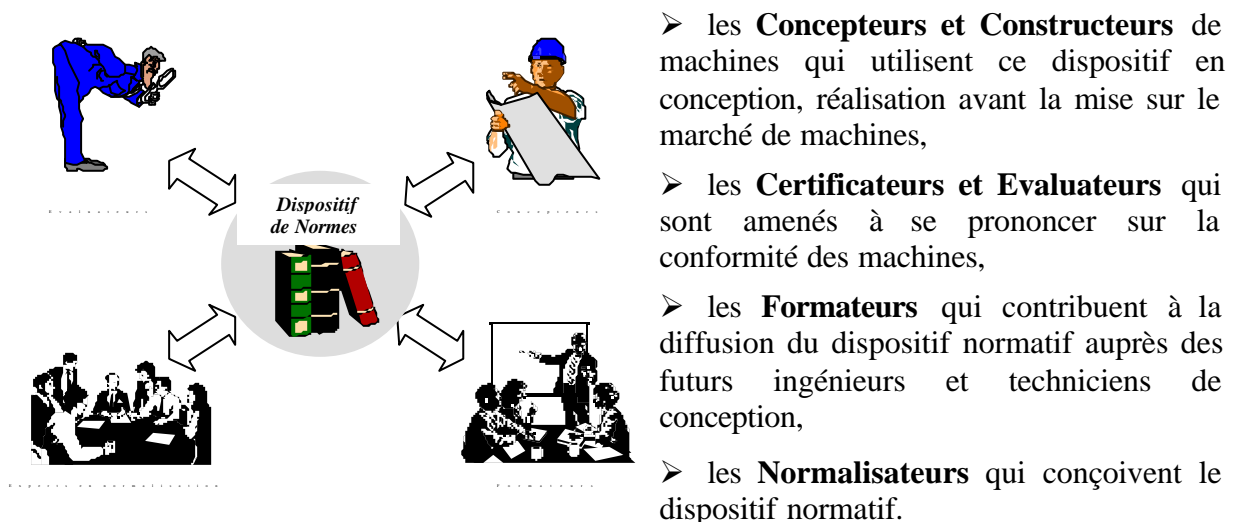 Dispositif
de Normes
➢ les Concepteurs et Constructeurs de
machines qui utilisent ce dispositif en
conception, réalisation avant la mise sur le
marché de machines,
➢ les Certificateurs et Evaluateurs qui
sont amenés à se prononcer sur la
conformité des machines,
➢ les Formateurs qui contribuent à la
diffusion du dispositif normatif auprès des
futurs ingénieurs et techniciens de
conception,
➢ les Normalisateurs qui conçoivent le
dispositif normatif.